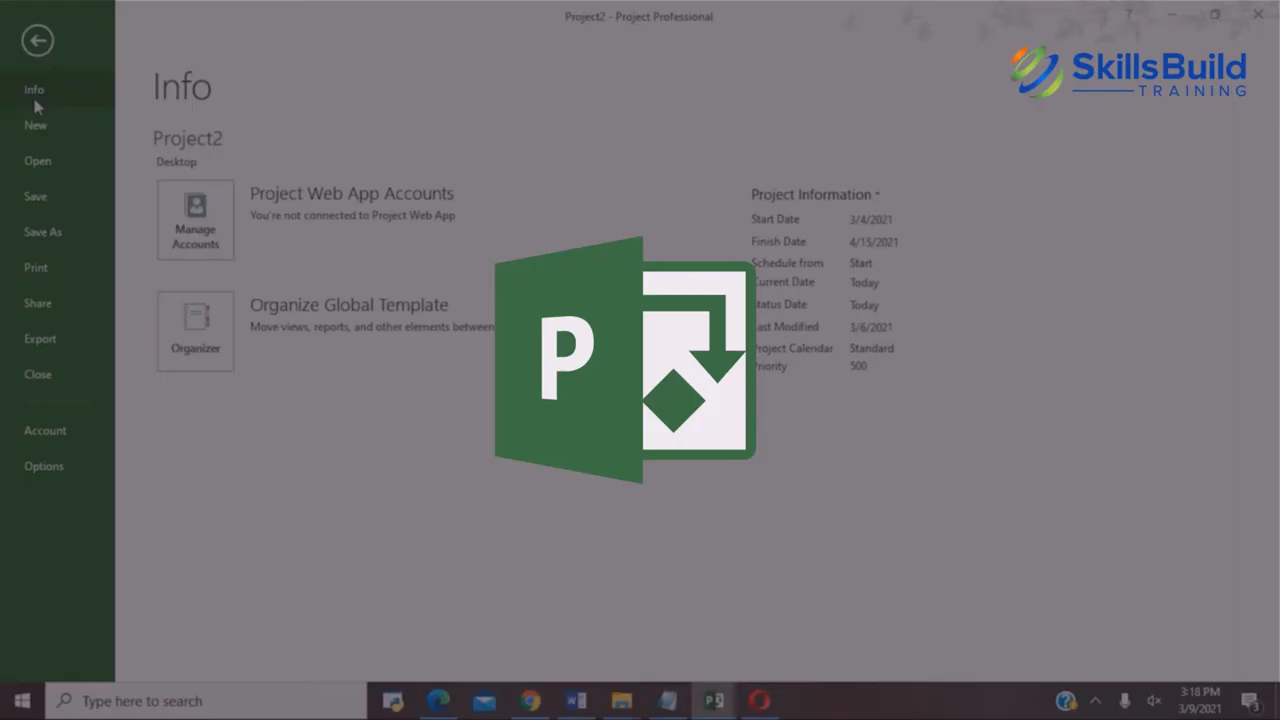 Project2 - Project Professional
?
SkillsBuild
TRAINING
Info
New
Open
Save
Save As
Print
Share
Export
Close
Account
Options
Info
Project2
Desktop
Manage
Accounts
Project Web App Accounts
You're not connected to Project Web App
Organizer
Organize Global Template
Move views, reports, and other elements between
P
Project Information
Start Date 3/4/2021
Finish Date 4/15/2021
Schedule from Start
Current Date Today
Status Date Today
Last Modified 3/6/2021
Project Calendar Standard
Priority 500
Type here to search
3:18 PM
3/9/2021
3